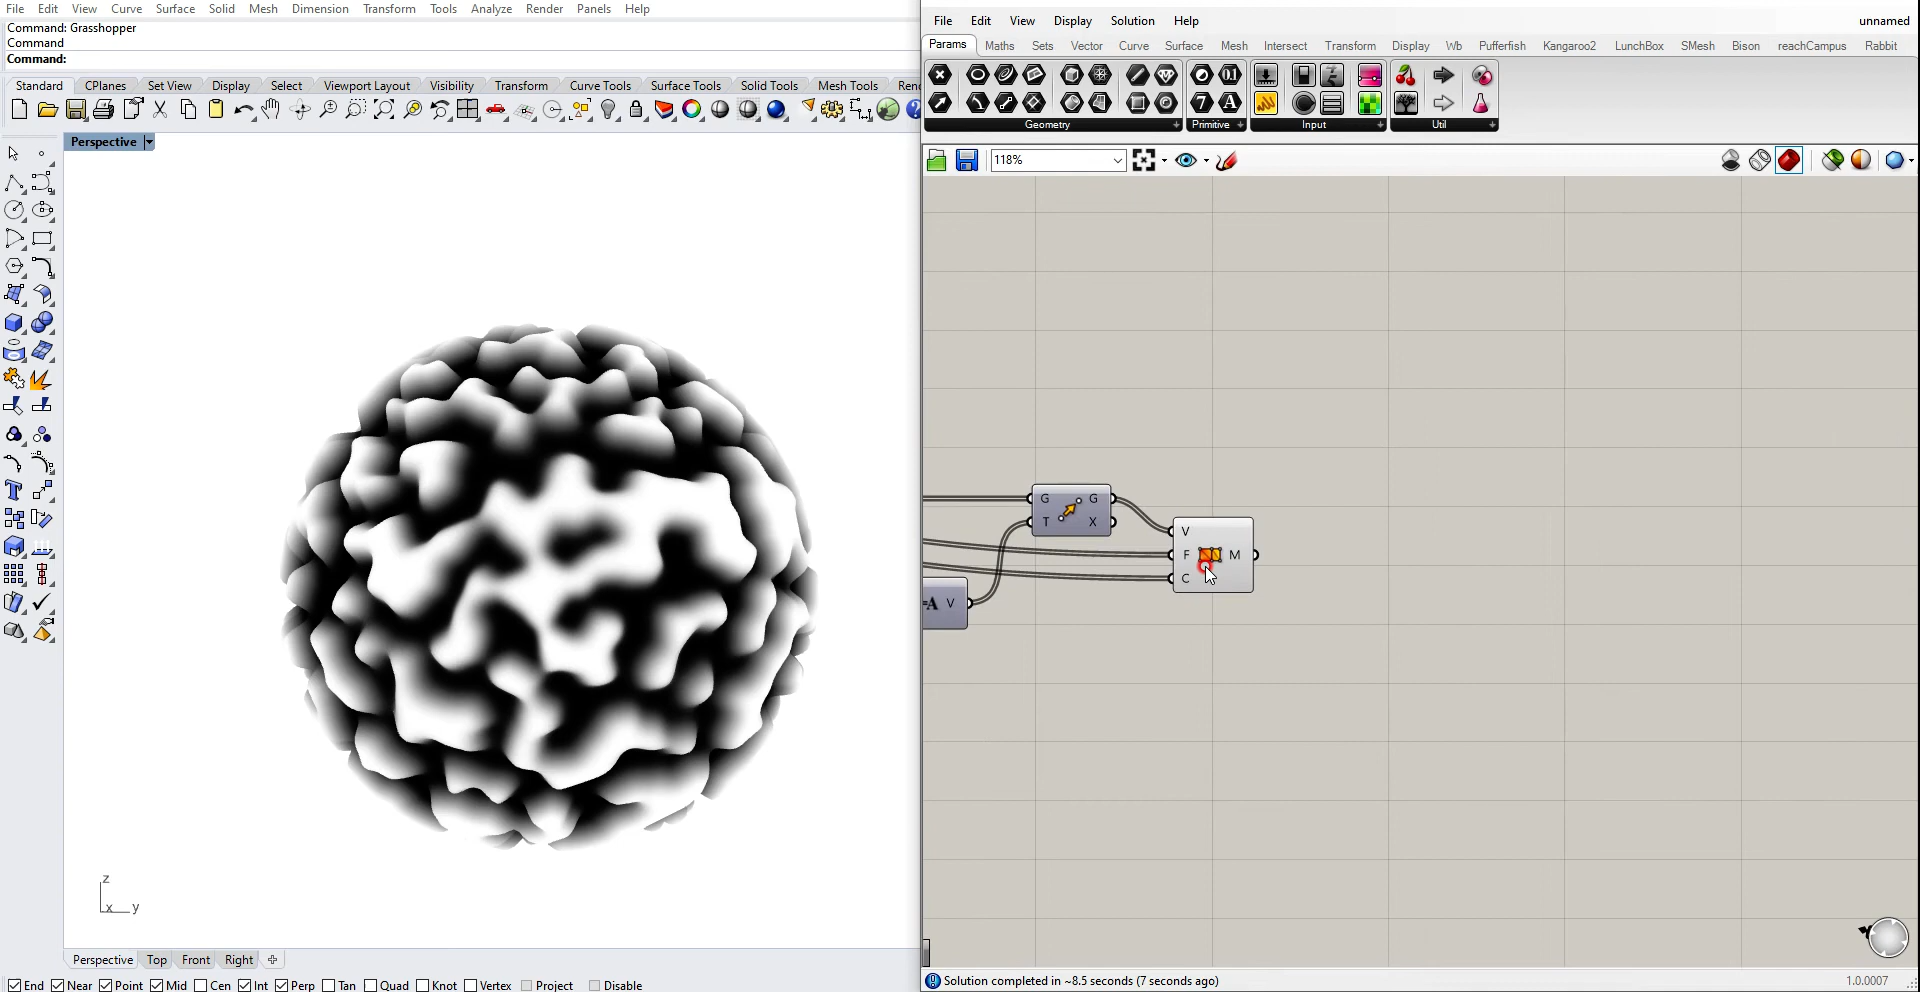 File Edit View Curve Surface Solid Mesh Dimension Transform Tools Analyze Render Panels Help
Command: Grasshopper
Command
Command:
Standard CPlanes Set View Display Select Viewport Layout Visibility Transform Curve Tools Surface Tools Solid Tools Mesh Tools Ren
Perspective
z
x y
Perspective Top Front Right
End Near Point Mid Cen Int Perp Tan Quad Knot Vertex Project Disable
File Edit View Display Solution Help unnamed
Params Maths Sets Vector Curve Surface Mesh Intersect Transform Display Wb Pufferfish Kangaroo2 LunchBox SMesh Bison reachCampus Rabbit
Geometry Primitive Input Util
118%
G G
T X
V
F M
C
=A V
Solution completed in ~8.5 seconds (7 seconds ago) 1.0.0007